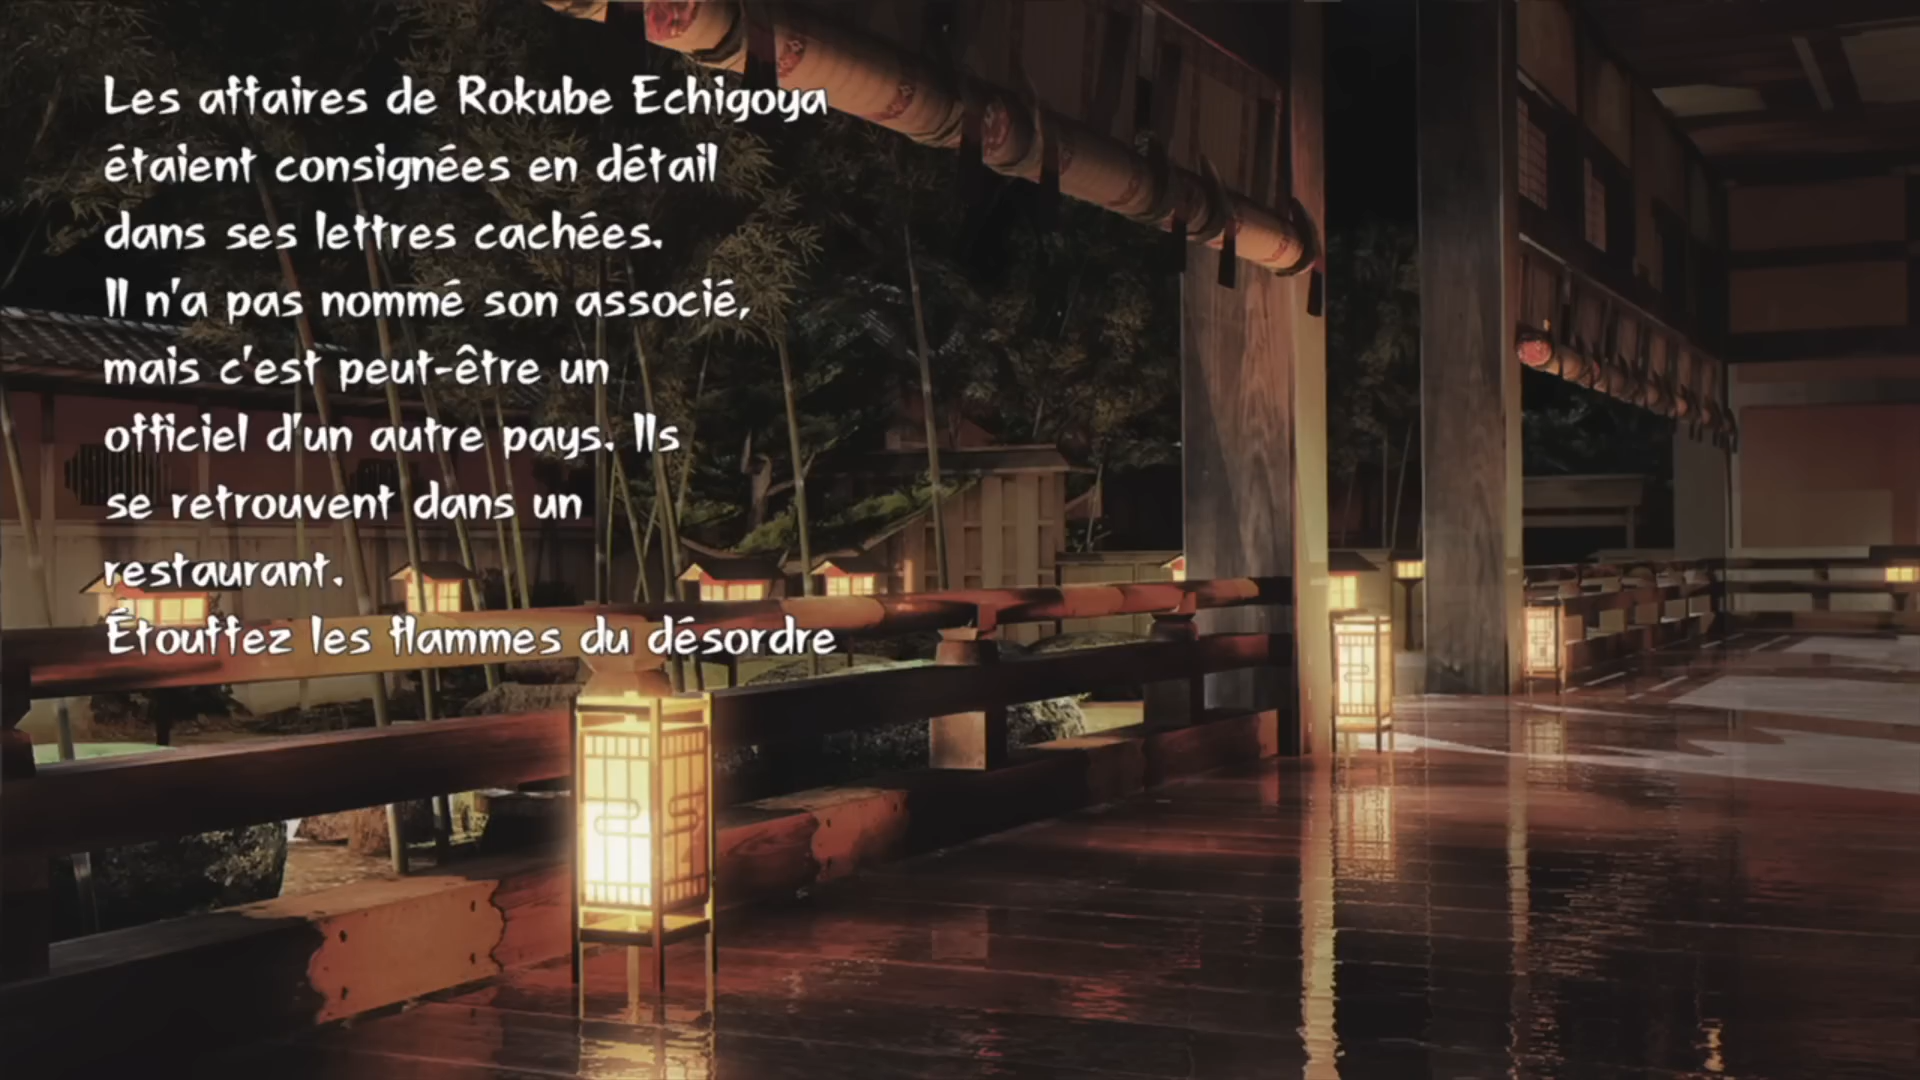 Les affaires de Rokube Echigoya
étaient consignées en détail
dans ses lettres cachées.
Il n'a pas nommé son associé,
mais c'est peut-être un
officiel d'un autre pays. Ils
se retrouvent dans un
restaurant.
Étouffez les flammes du désordre